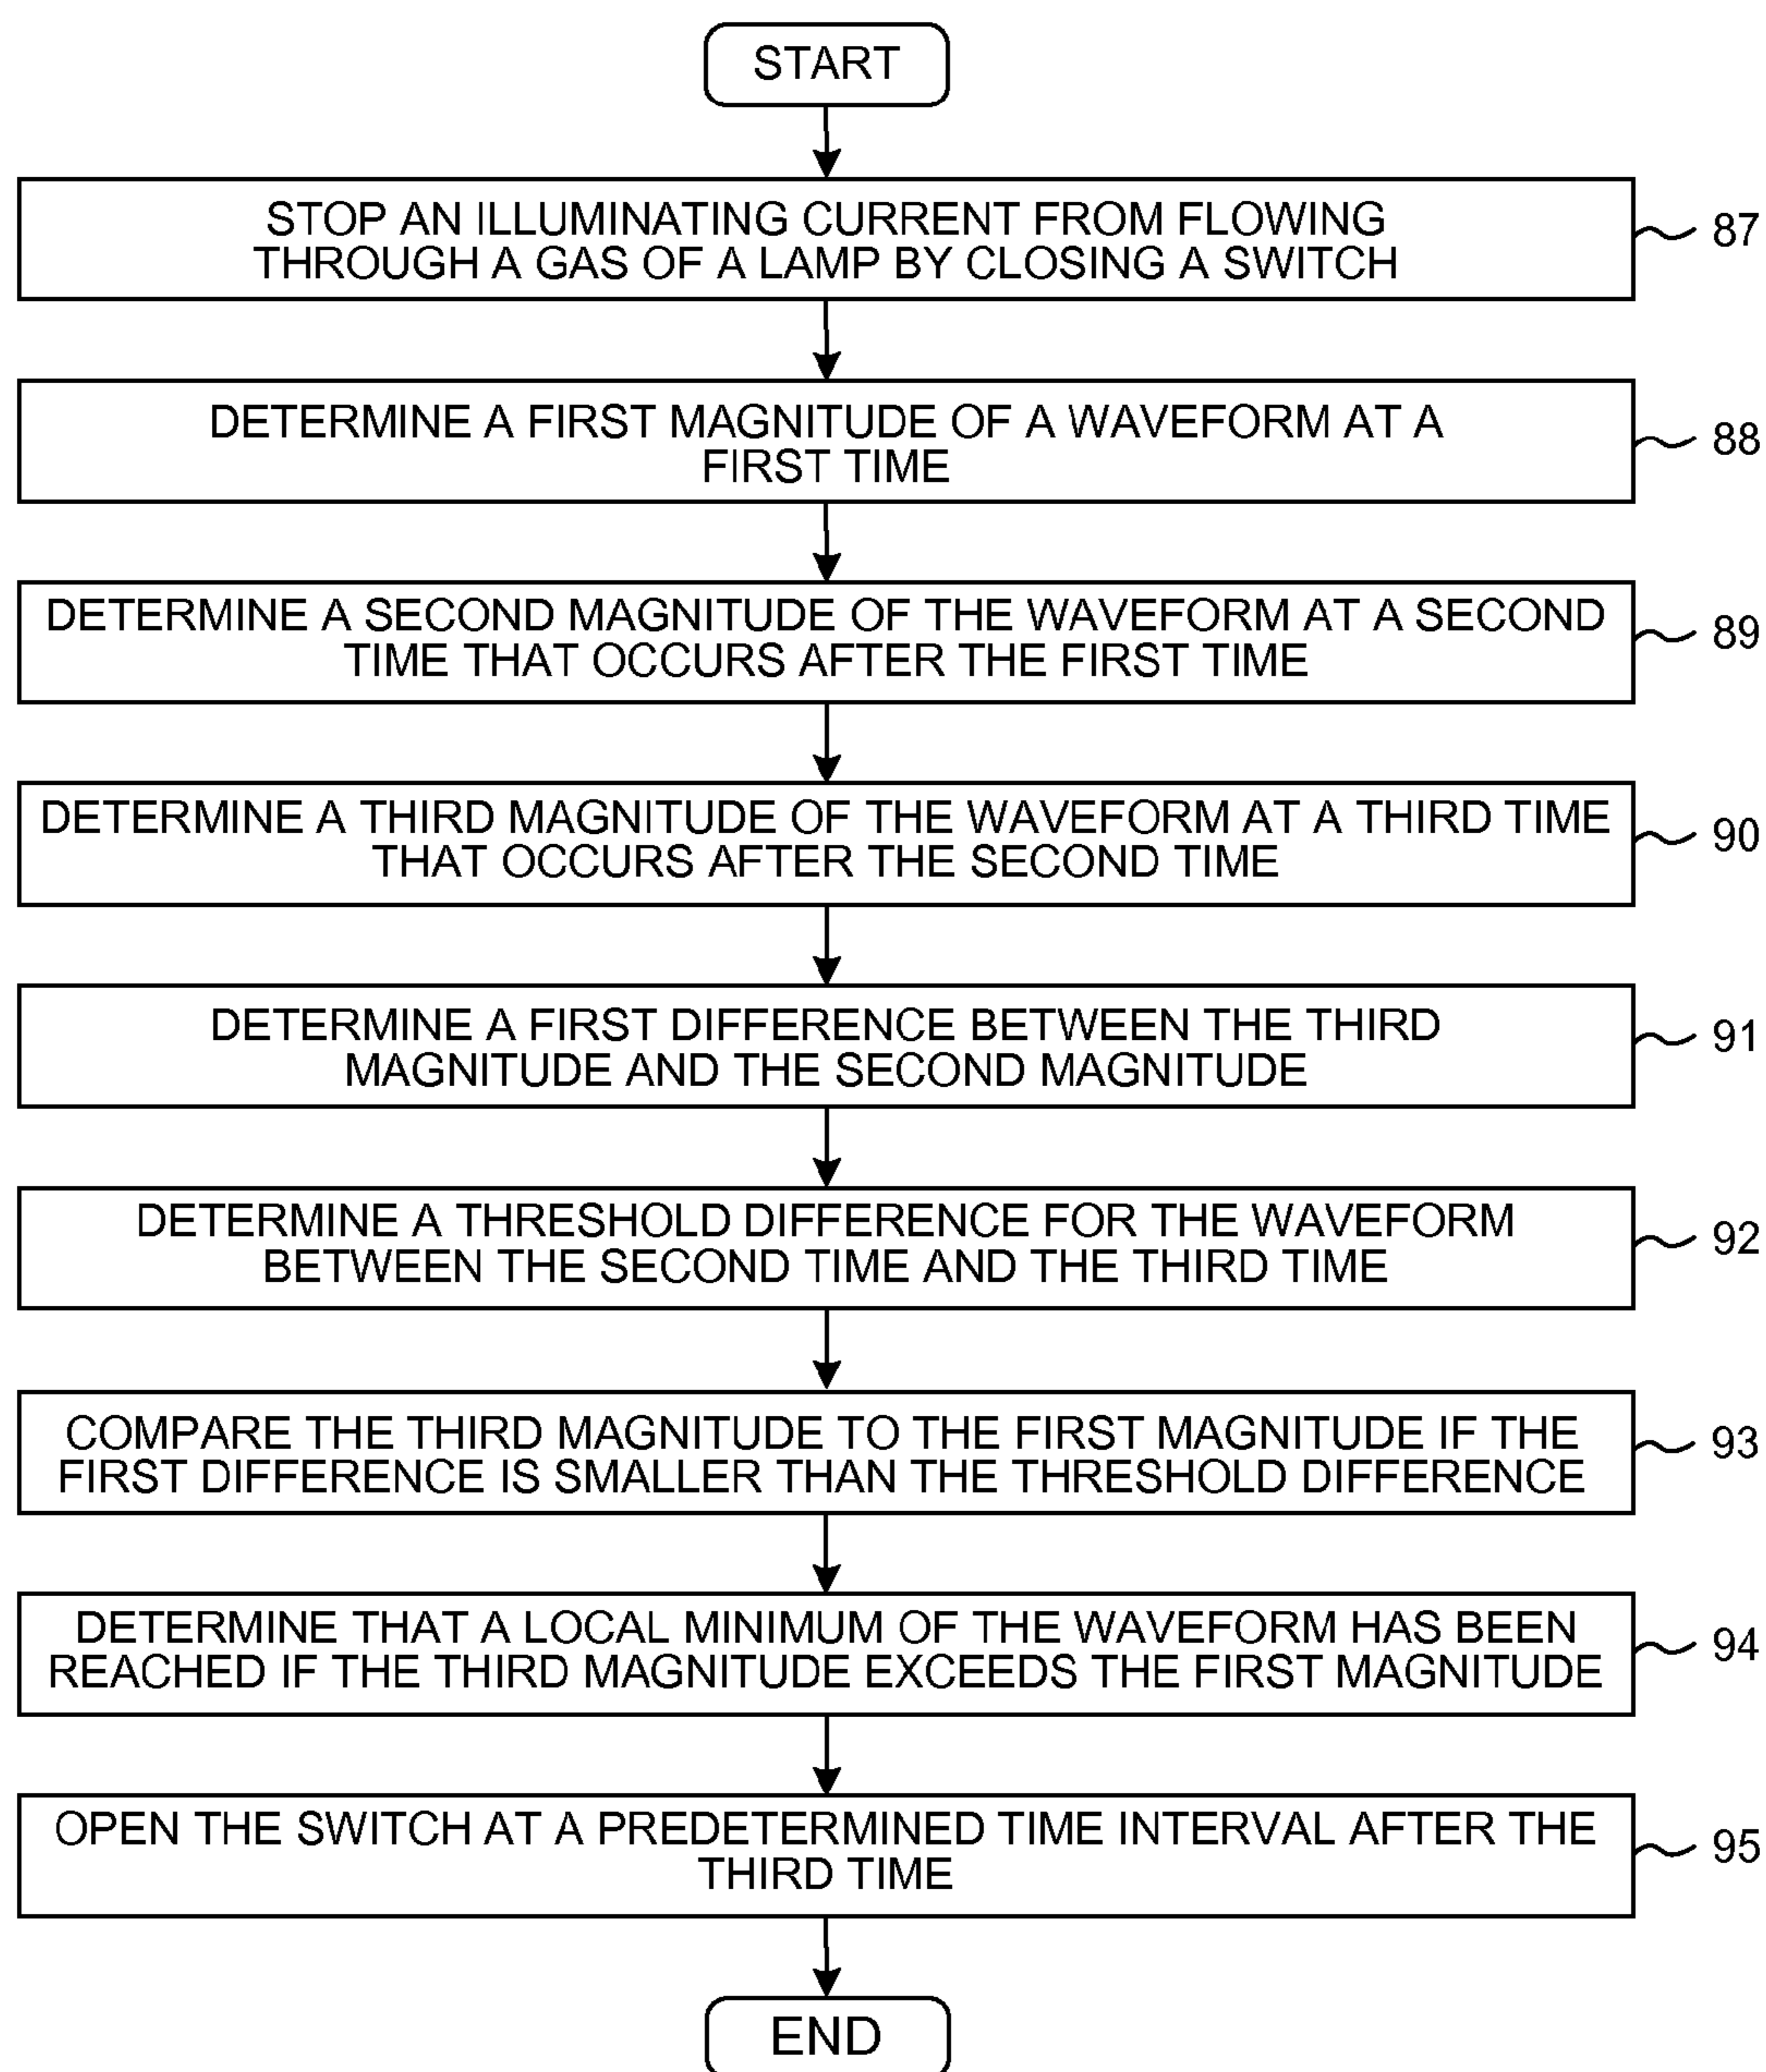 START
STOP AN ILLUMINATING CURRENT FROM FLOWING
THROUGH A GAS OF A LAMP BY CLOSING A SWITCH
87
DETERMINE A FIRST MAGNITUDE OF A WAVEFORM AT A
FIRST TIME
88
DETERMINE A SECOND MAGNITUDE OF THE WAVEFORM AT A SECOND
TIME THAT OCCURS AFTER THE FIRST TIME
89
DETERMINE A THIRD MAGNITUDE OF THE WAVEFORM AT A THIRD TIME
THAT OCCURS AFTER THE SECOND TIME
90
DETERMINE A FIRST DIFFERENCE BETWEEN THE THIRD
MAGNITUDE AND THE SECOND MAGNITUDE
91
DETERMINE A THRESHOLD DIFFERENCE FOR THE WAVEFORM
BETWEEN THE SECOND TIME AND THE THIRD TIME
92
COMPARE THE THIRD MAGNITUDE TO THE FIRST MAGNITUDE IF THE
FIRST DIFFERENCE IS SMALLER THAN THE THRESHOLD DIFFERENCE
93
DETERMINE THAT A LOCAL MINIMUM OF THE WAVEFORM HAS BEEN
REACHED IF THE THIRD MAGNITUDE EXCEEDS THE FIRST MAGNITUDE
94
OPEN THE SWITCH AT A PREDETERMINED TIME INTERVAL AFTER THE
THIRD TIME
95
END